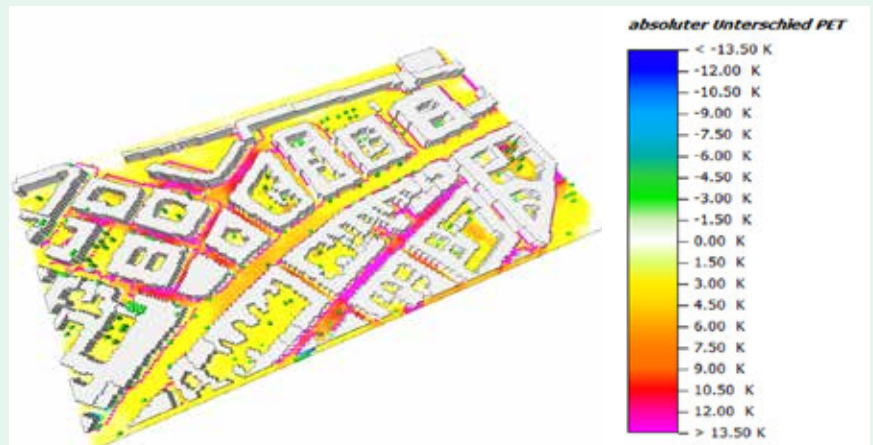 absoluter Unterschied PET
< -13.50 K
-12.00 K
-10.50 K
-9.00 K
-7.50 K
-6.00 K
-4.50 K
-3.00 K
-1.50 K
0.00 K
1.50 K
3.00 K
4.50 K
6.00 K
7.50 K
9.00 K
10.50 K
12.00 K
> 13.50 K